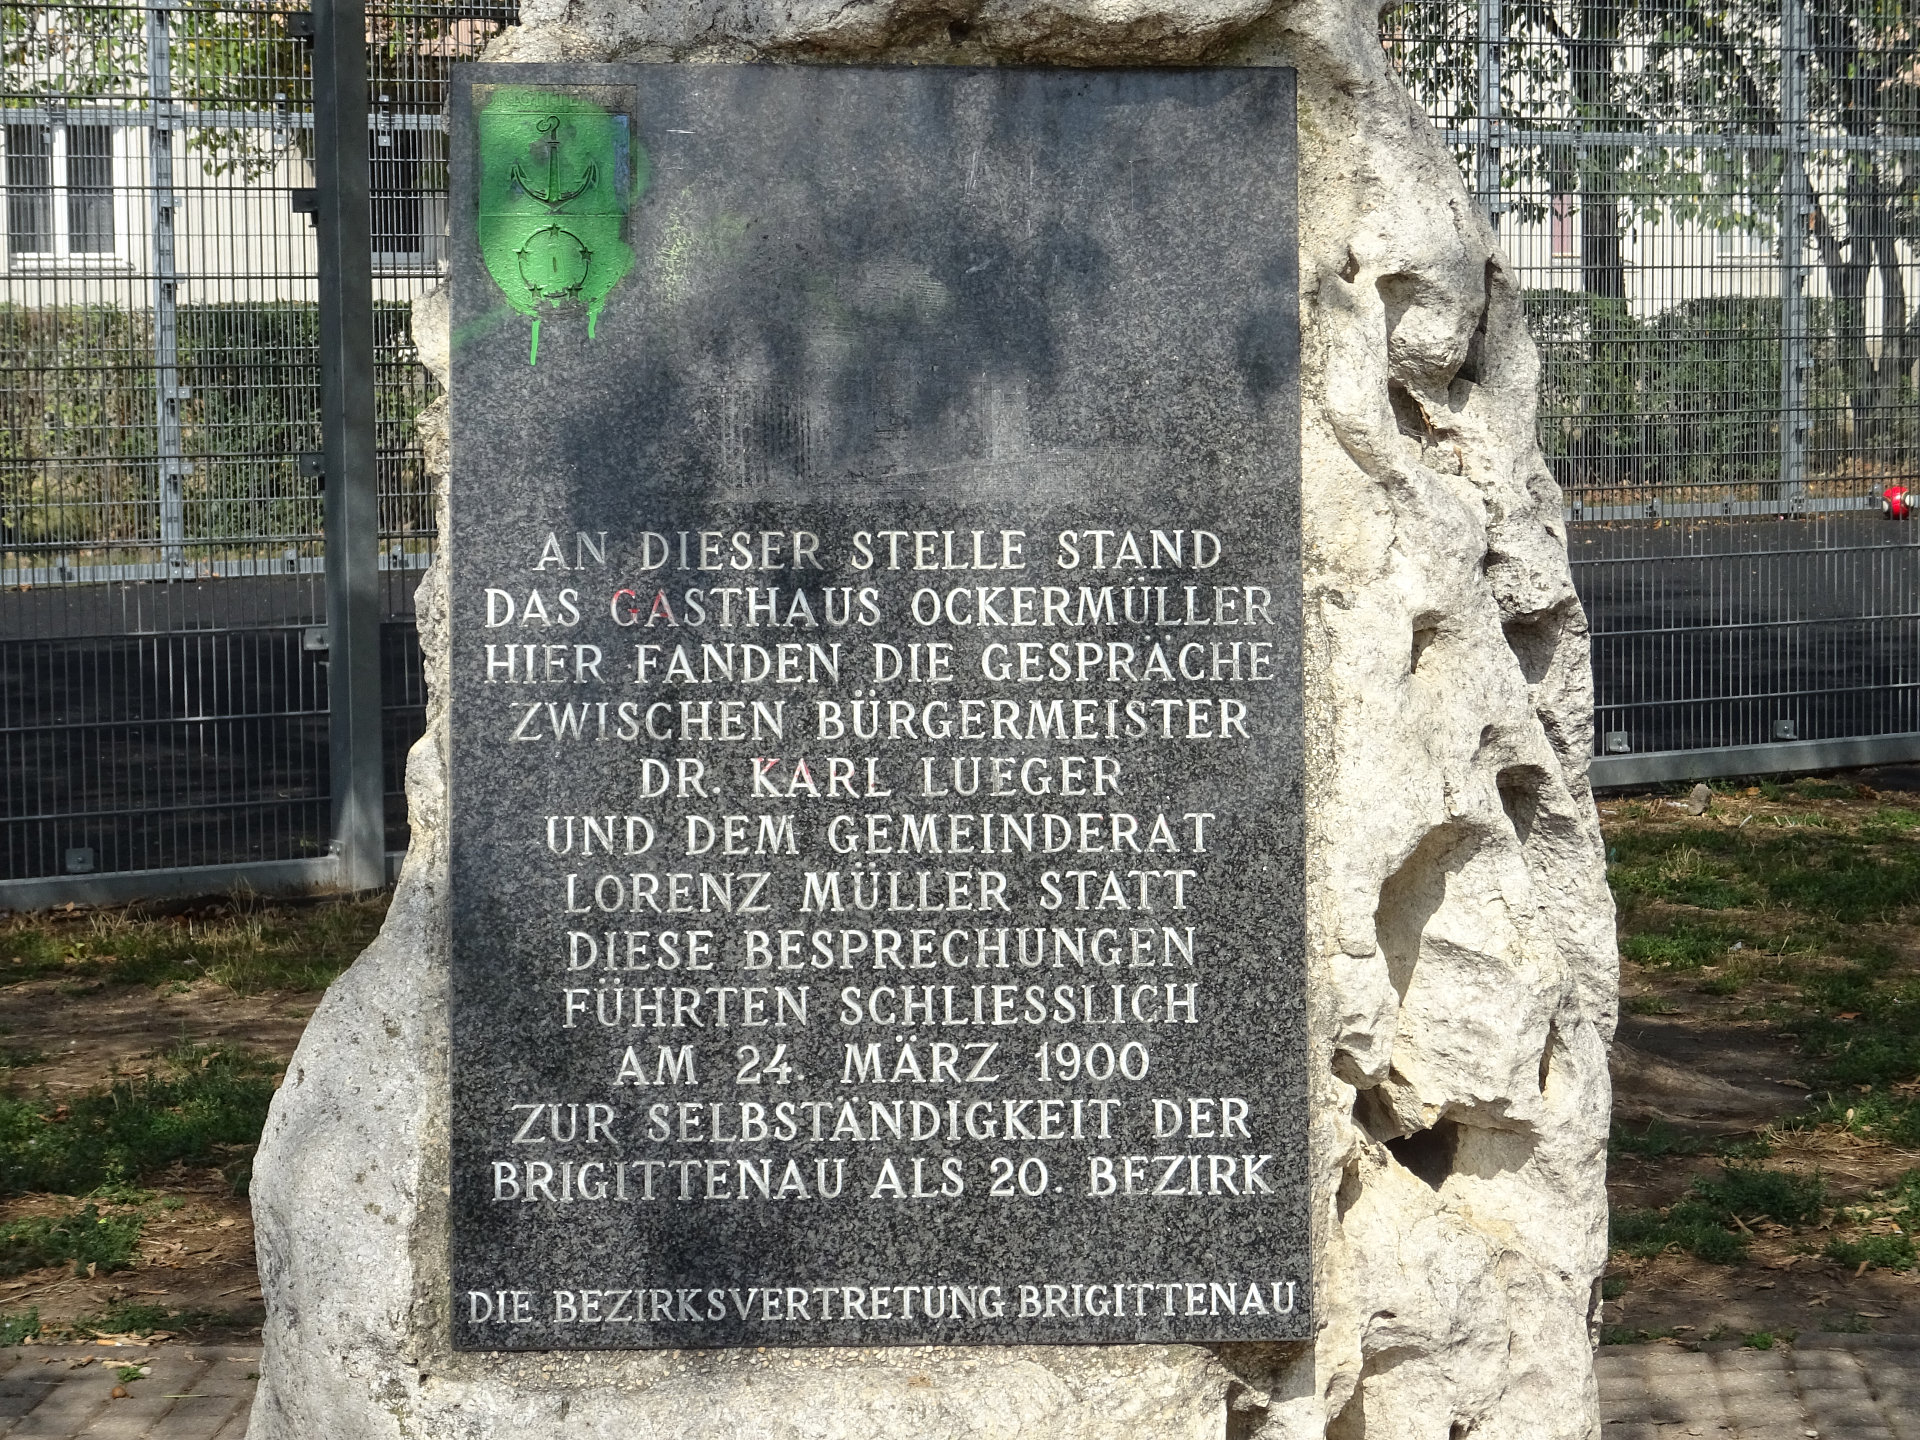 BRIGITTENAU
AN DIESER STELLE STAND
DAS GASTHAUS OCKERMÜLLER
HIER FANDEN DIE GESPRÄCHE
ZWISCHEN BÜRGERMEISTER
DR. KARL LUEGER
UND DEM GEMEINDERAT
LORENZ MÜLLER STATT
DIESE BESPRECHUNGEN
FÜHRTEN SCHLIESSLICH
AM 24. MÄRZ 1900
ZUR SELBSTÄNDIGKEIT DER
BRIGITTENAU ALS 20. BEZIRK
DIE BEZIRKSVERTRETUNG BRIGITTENAU